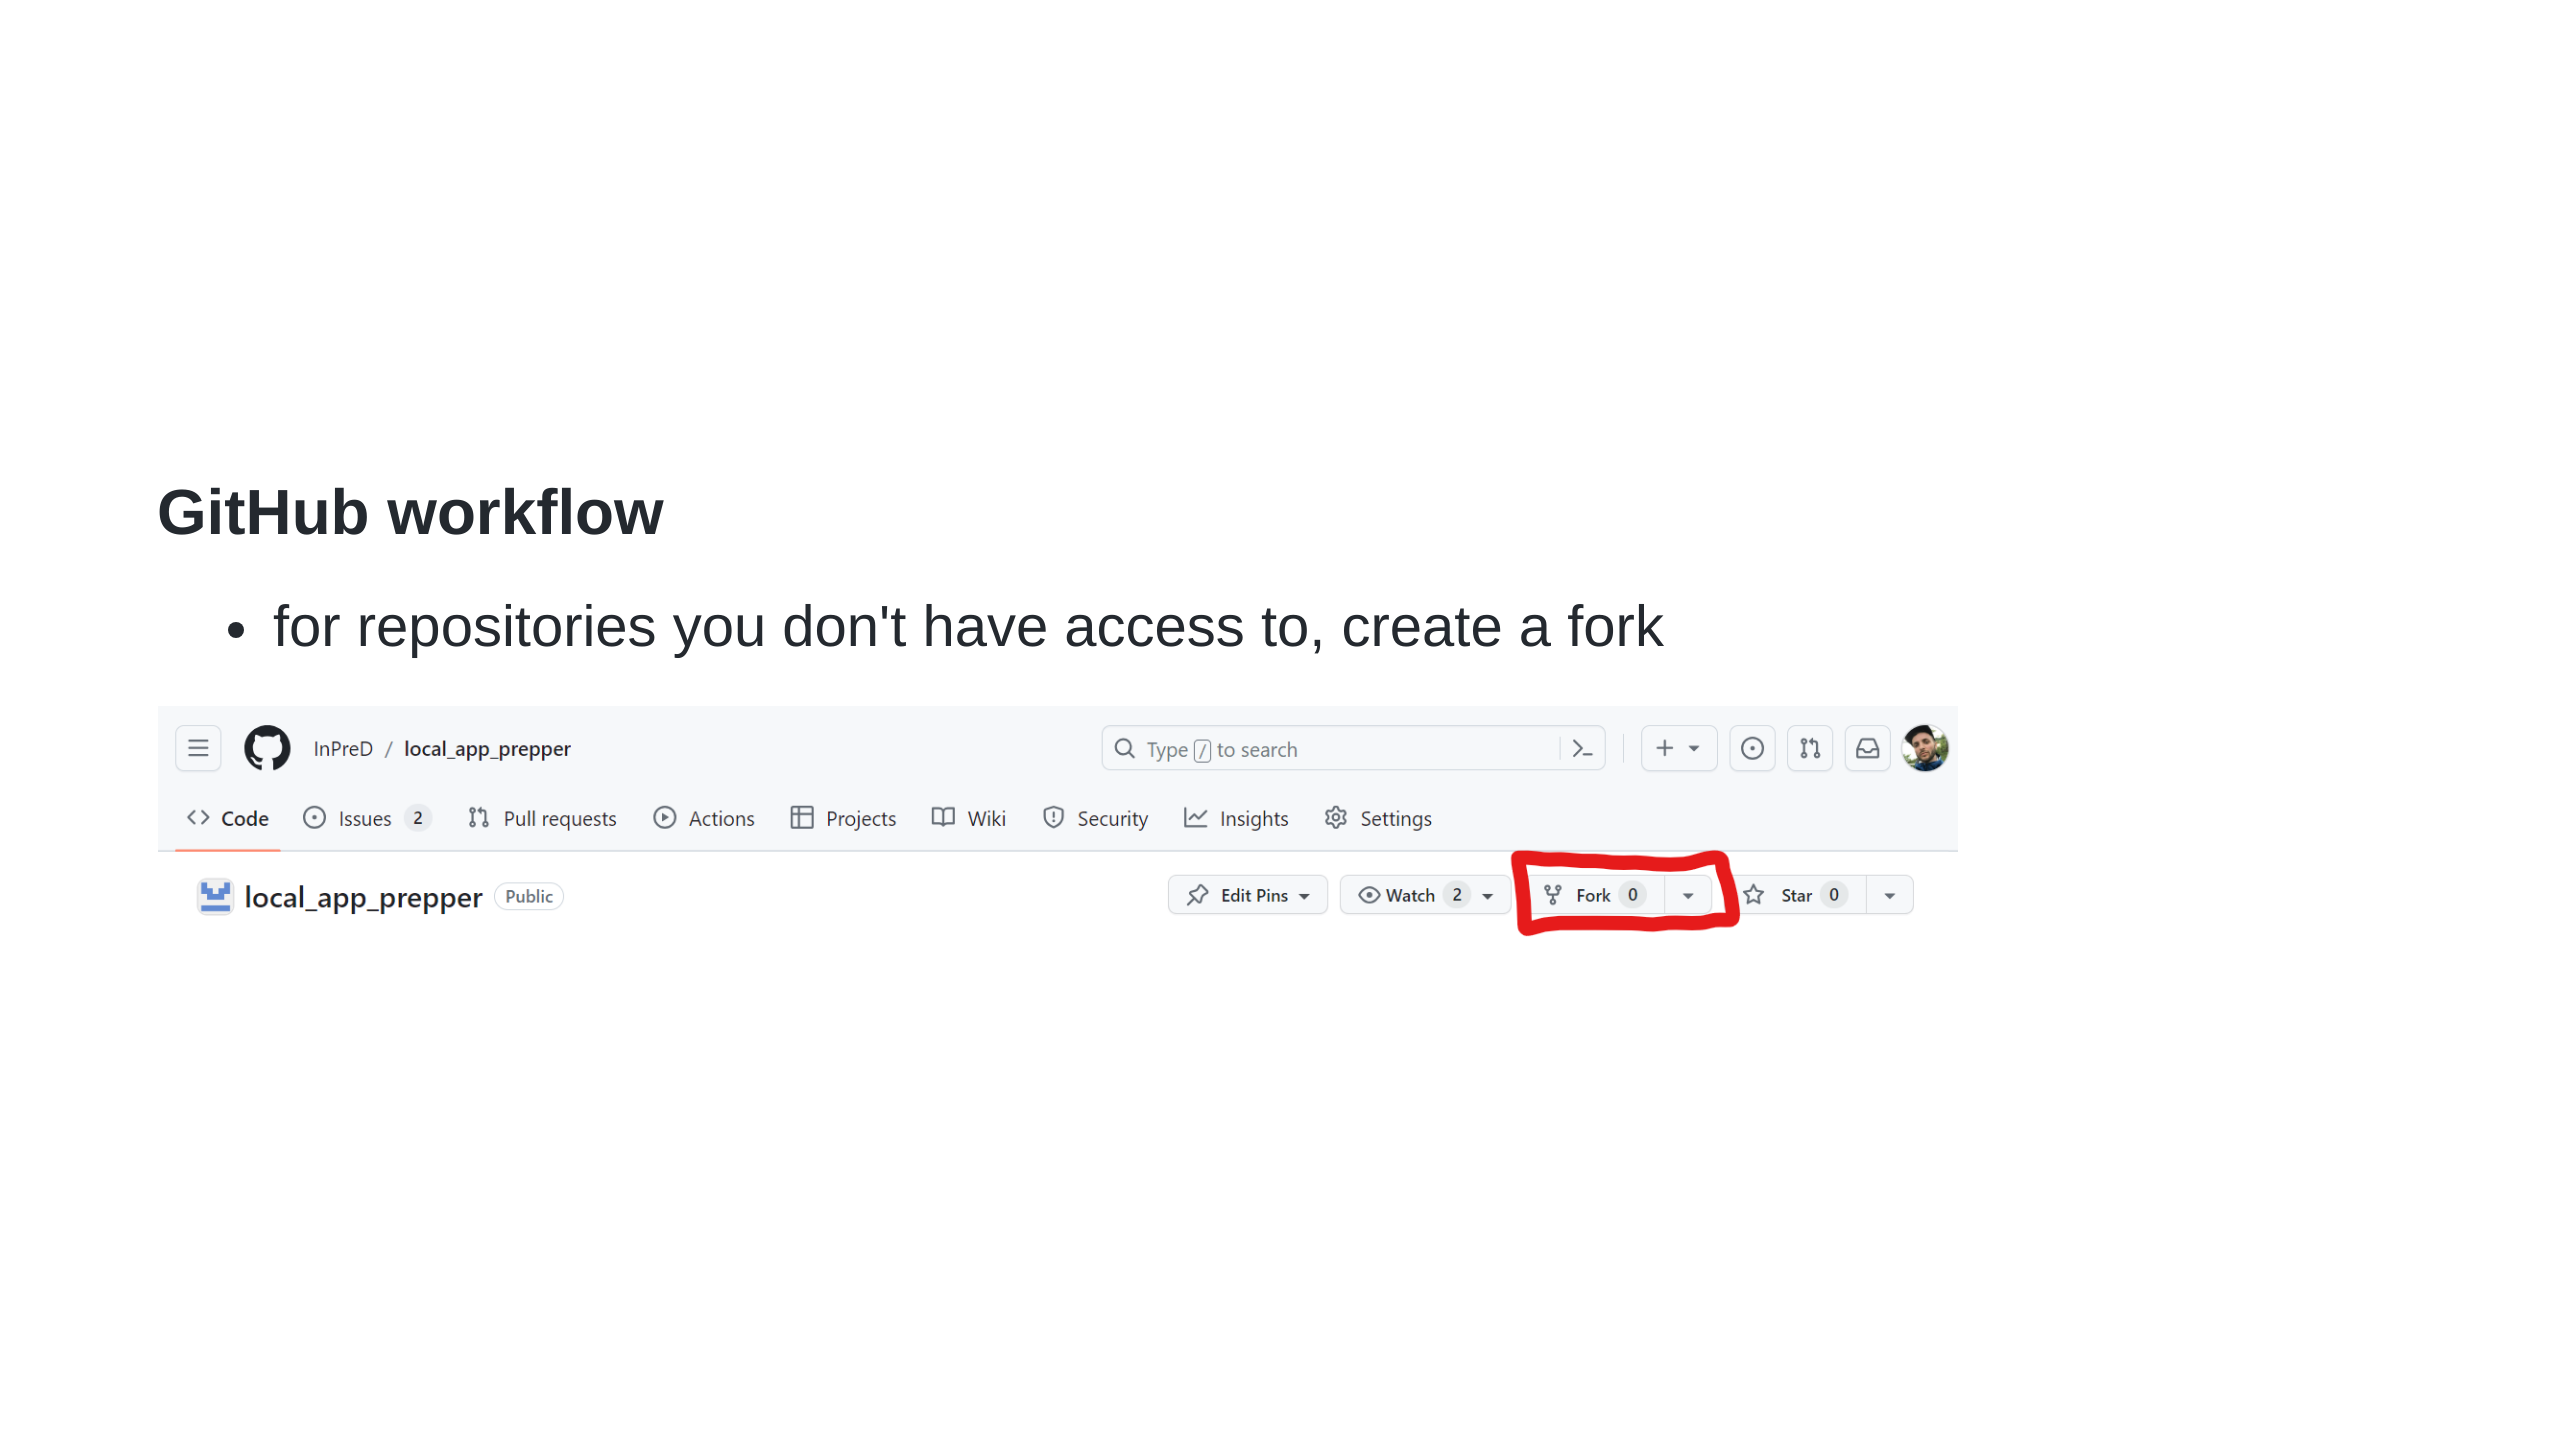 GitHub workflow
• for repositories you don't have access to, create a fork
InPreD / local_app_prepper Type / to search
Code Issues 2 Pull requests Actions Projects Wiki Security Insights Settings
local_app_prepper Public Edit Pins Watch 2 Fork 0 Star 0